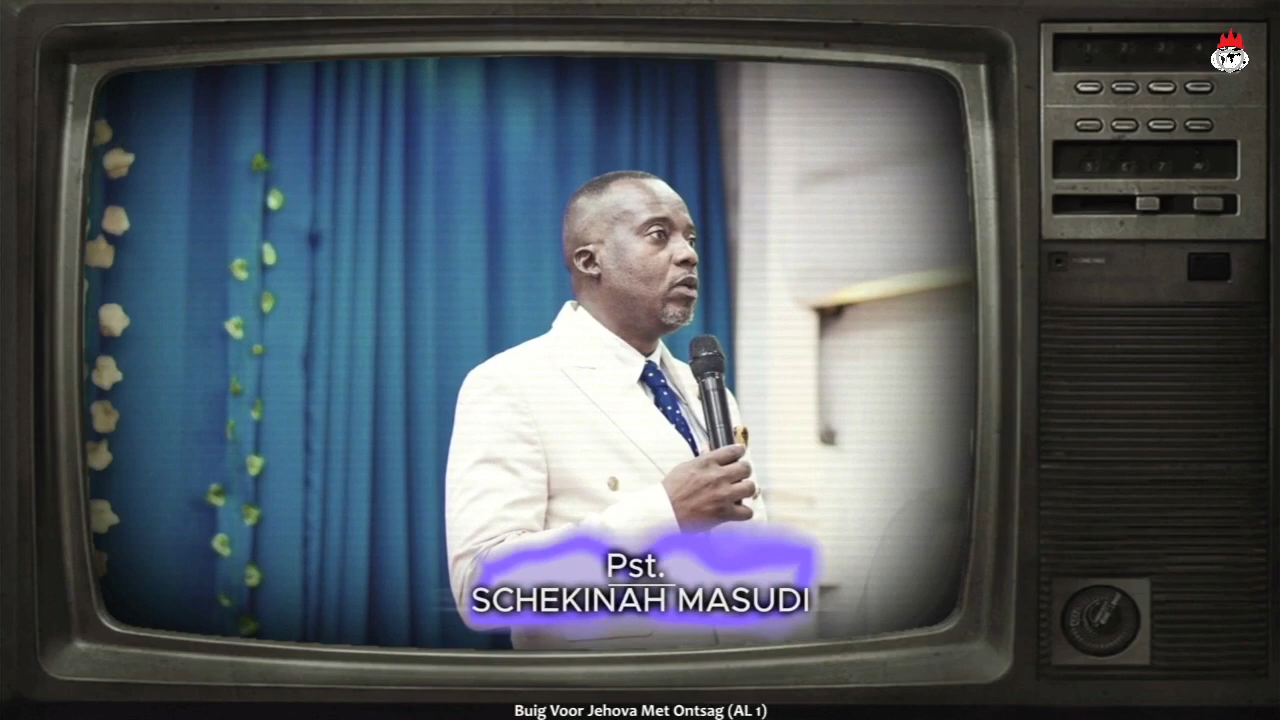 Pst.
SCHEKINAH MASUDI
Buig Voor Jehova Met Ontsag (AL 1)